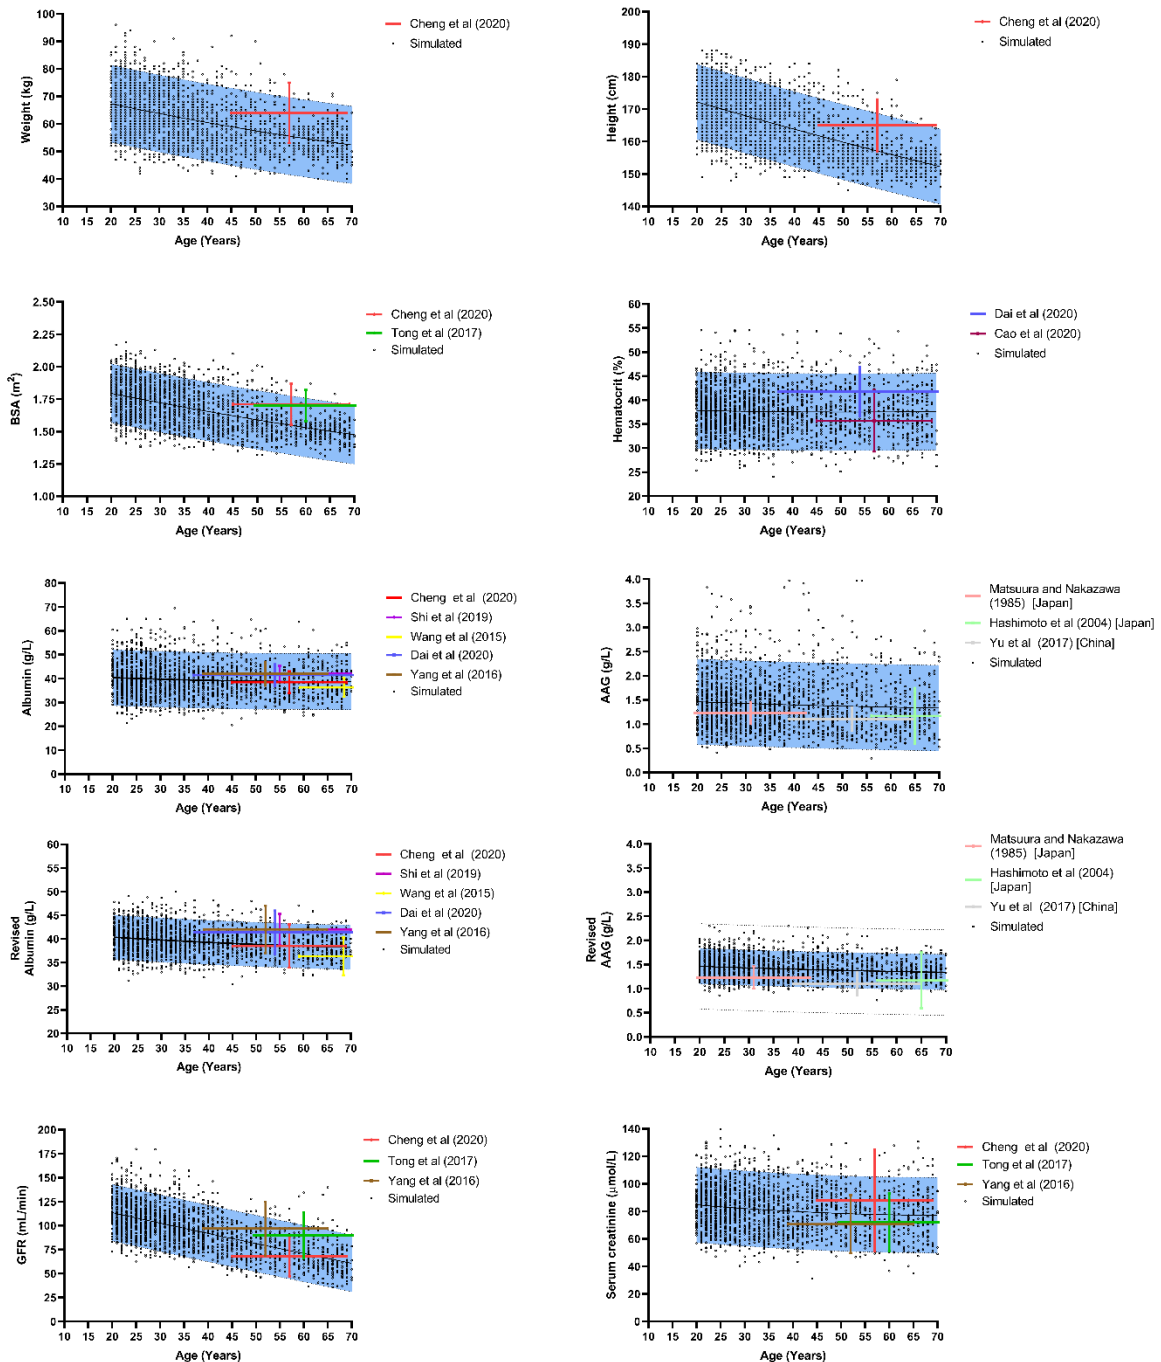 Weight (kg)
100
90
80
70
60
50
40
30
10 15 20 25 30 35 40 45 50 55 60 65 70
Age (Years)
Cheng et al (2020)
Simulated
Height (cm)
200
190
180
170
160
150
140
10 15 20 25 30 35 40 45 50 55 60 65 70
Age (Years)
Cheng et al (2020)
Simulated
BSA (m²)
2.50
2.25
2.00
1.75
1.50
1.25
1.00
10 15 20 25 30 35 40 45 50 55 60 65 70
Age (Years)
Cheng et al (2020)
Tong et al (2017)
Simulated
Hematocrit (%)
60
55
50
45
40
35
30
25
20
10 15 20 25 30 35 40 45 50 55 60 65 70
Age (Years)
Dai et al (2020)
Cao et al (2020)
Simulated
Albumin (g/L)
80
70
60
50
40
30
20
10
0
10 15 20 25 30 35 40 45 50 55 60 65 70
Age (Years)
Cheng et al (2020)
Shi et al (2019)
Wang et al (2015)
Dai et al (2020)
Yang et al (2016)
Simulated
AAG (g/L)
4.0
3.5
3.0
2.5
2.0
1.5
1.0
0.5
0.0
10 15 20 25 30 35 40 45 50 55 60 65 70
Age (Years)
Matsuura and Nakazawa
(1985) [Japan]
Hashimoto et al (2004) [Japan]
Yu et al (2017) [China]
Simulated
Revised
Albumin (g/L)
60
55
50
45
40
35
30
25
20
10 15 20 25 30 35 40 45 50 55 60 65 70
Age (Years)
Cheng et al (2020)
Shi et al (2019)
Wang et al (2015)
Dai et al (2020)
Yang et al (2016)
Simulated
Revised
AAG (g/L)
4.0
3.5
3.0
2.5
2.0
1.5
1.0
0.5
0.0
10 15 20 25 30 35 40 45 50 55 60 65 70
Age (Years)
Matsuura and Nakazawa
(1985) [Japan]
Hashimoto et al (2004)
[Japan]
Yu et al (2017) [China]
Simulated
GFR (mL/min)
200
175
150
125
100
75
50
25
0
10 15 20 25 30 35 40 45 50 55 60 65 70
Age (Years)
Cheng et al (2020)
Tong et al (2017)
Yang et al (2016)
Simulated
Serum creatinine (μmol/L)
140
120
100
80
60
40
20
0
10 15 20 25 30 35 40 45 50 55 60 65 70
Age (Years)
Cheng et al (2020)
Tong et al (2017)
Yang et al (2016)
Simulated